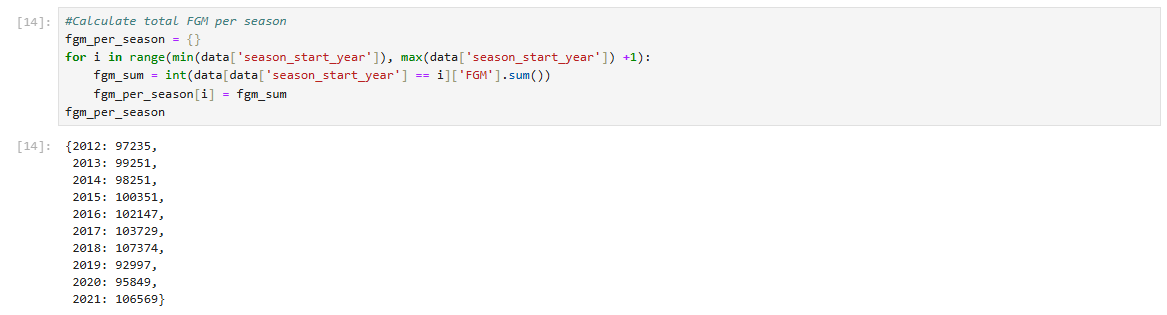 [14]: #Calculate total FGM per season
fgm_per_season = {}
for i in range(min(data['season_start_year']), max(data['season_start_year']) +1):
    fgm_sum = int(data[data['season_start_year'] == i]['FGM'].sum())
    fgm_per_season[i] = fgm_sum
fgm_per_season
[14]: {2012: 97235,
 2013: 99251,
 2014: 98251,
 2015: 100351,
 2016: 102147,
 2017: 103729,
 2018: 107374,
 2019: 92997,
 2020: 95849,
 2021: 106569}